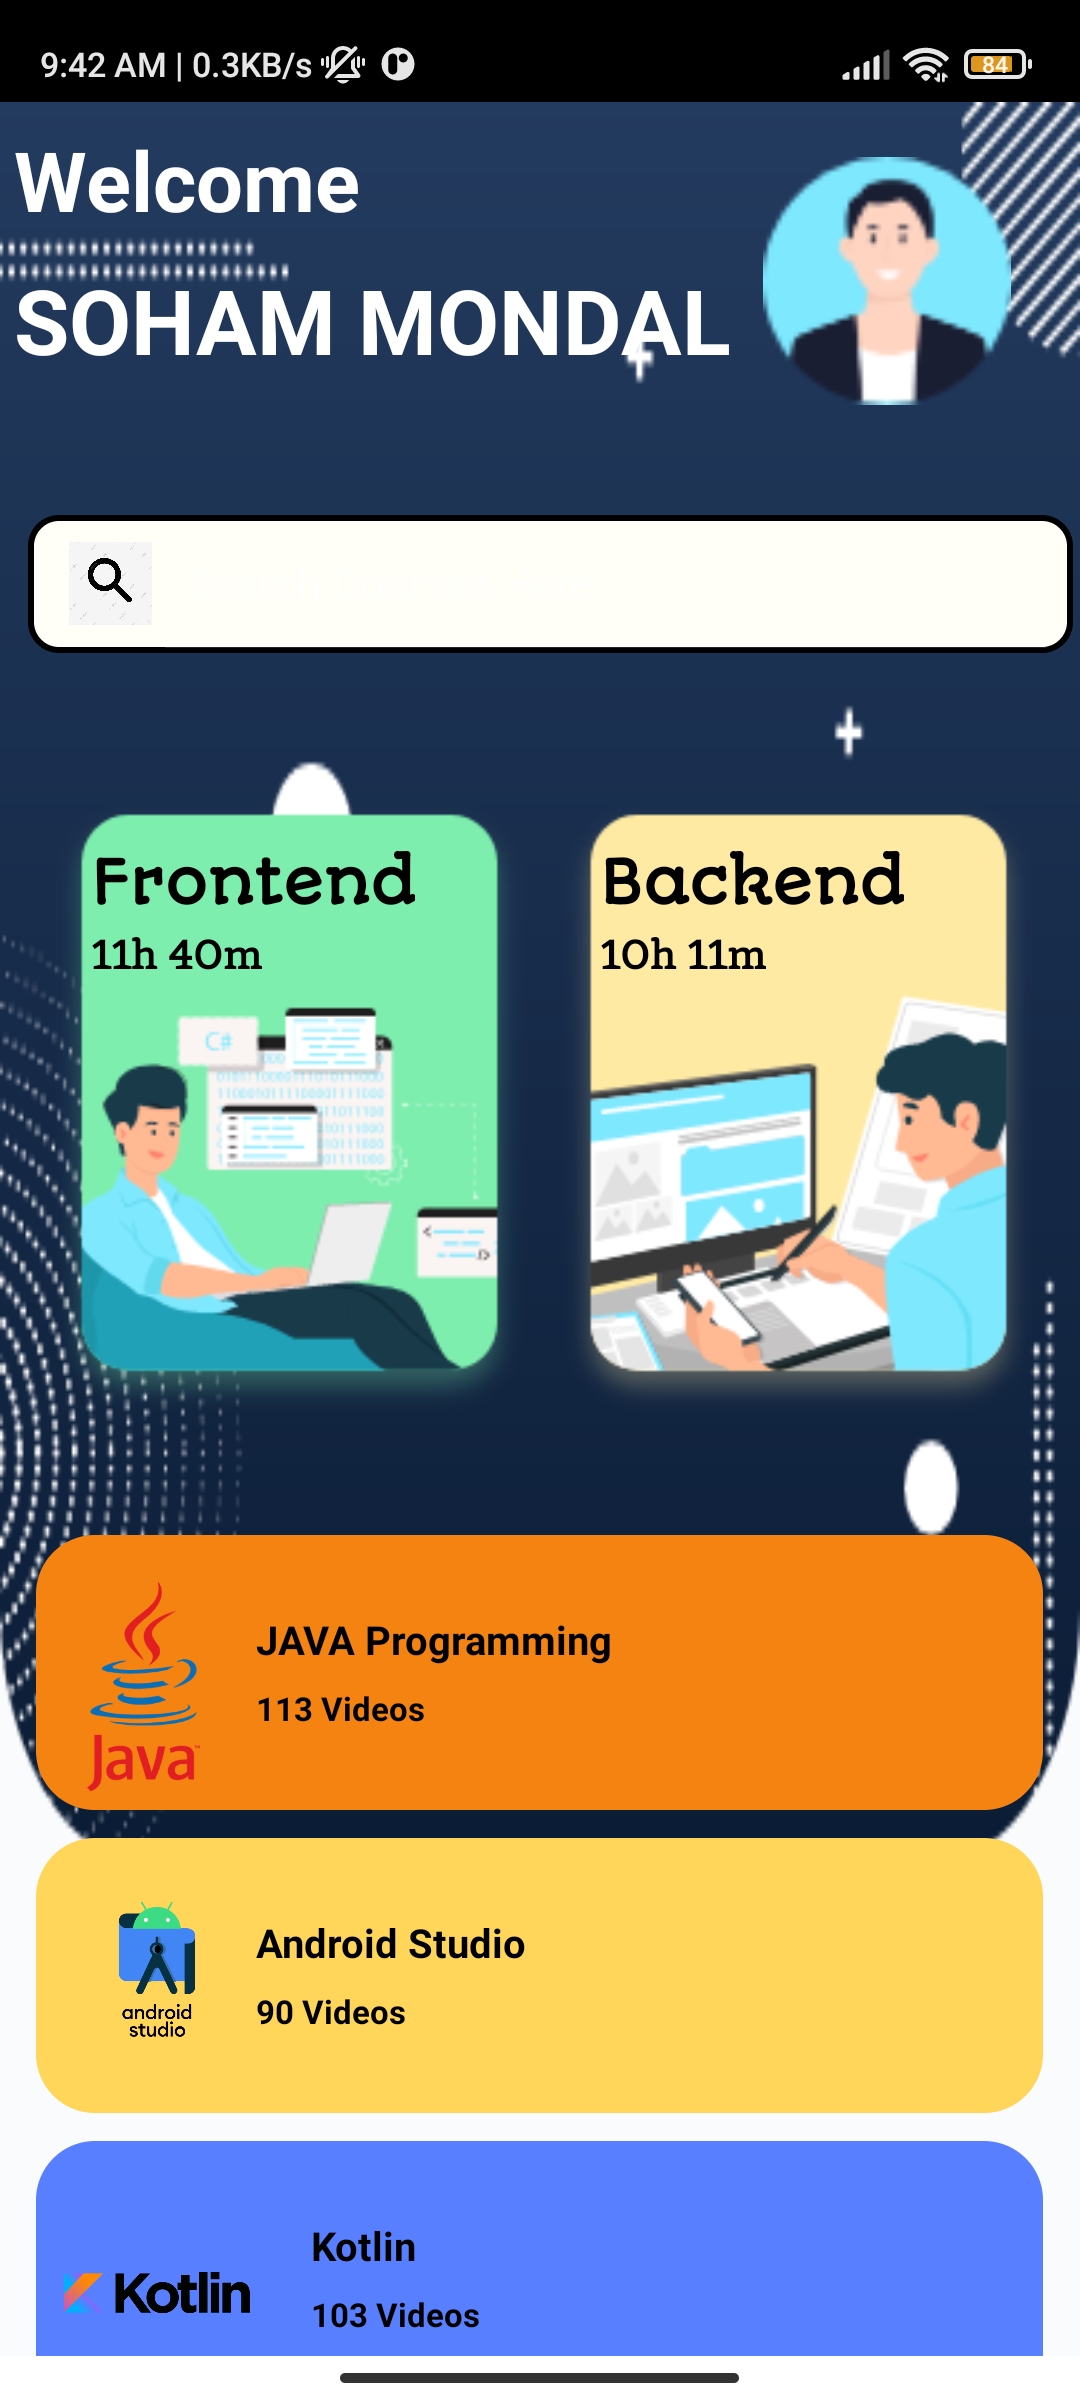 9:42 AM | 0.3KB/s
84
Welcome
SOHAM MONDAL
Frontend
11h 40m
C#
Backend
10h 11m
JAVA Programming
113 Videos
Java
Android Studio
90 Videos
android
studio
Kotlin
Kotlin
103 Videos